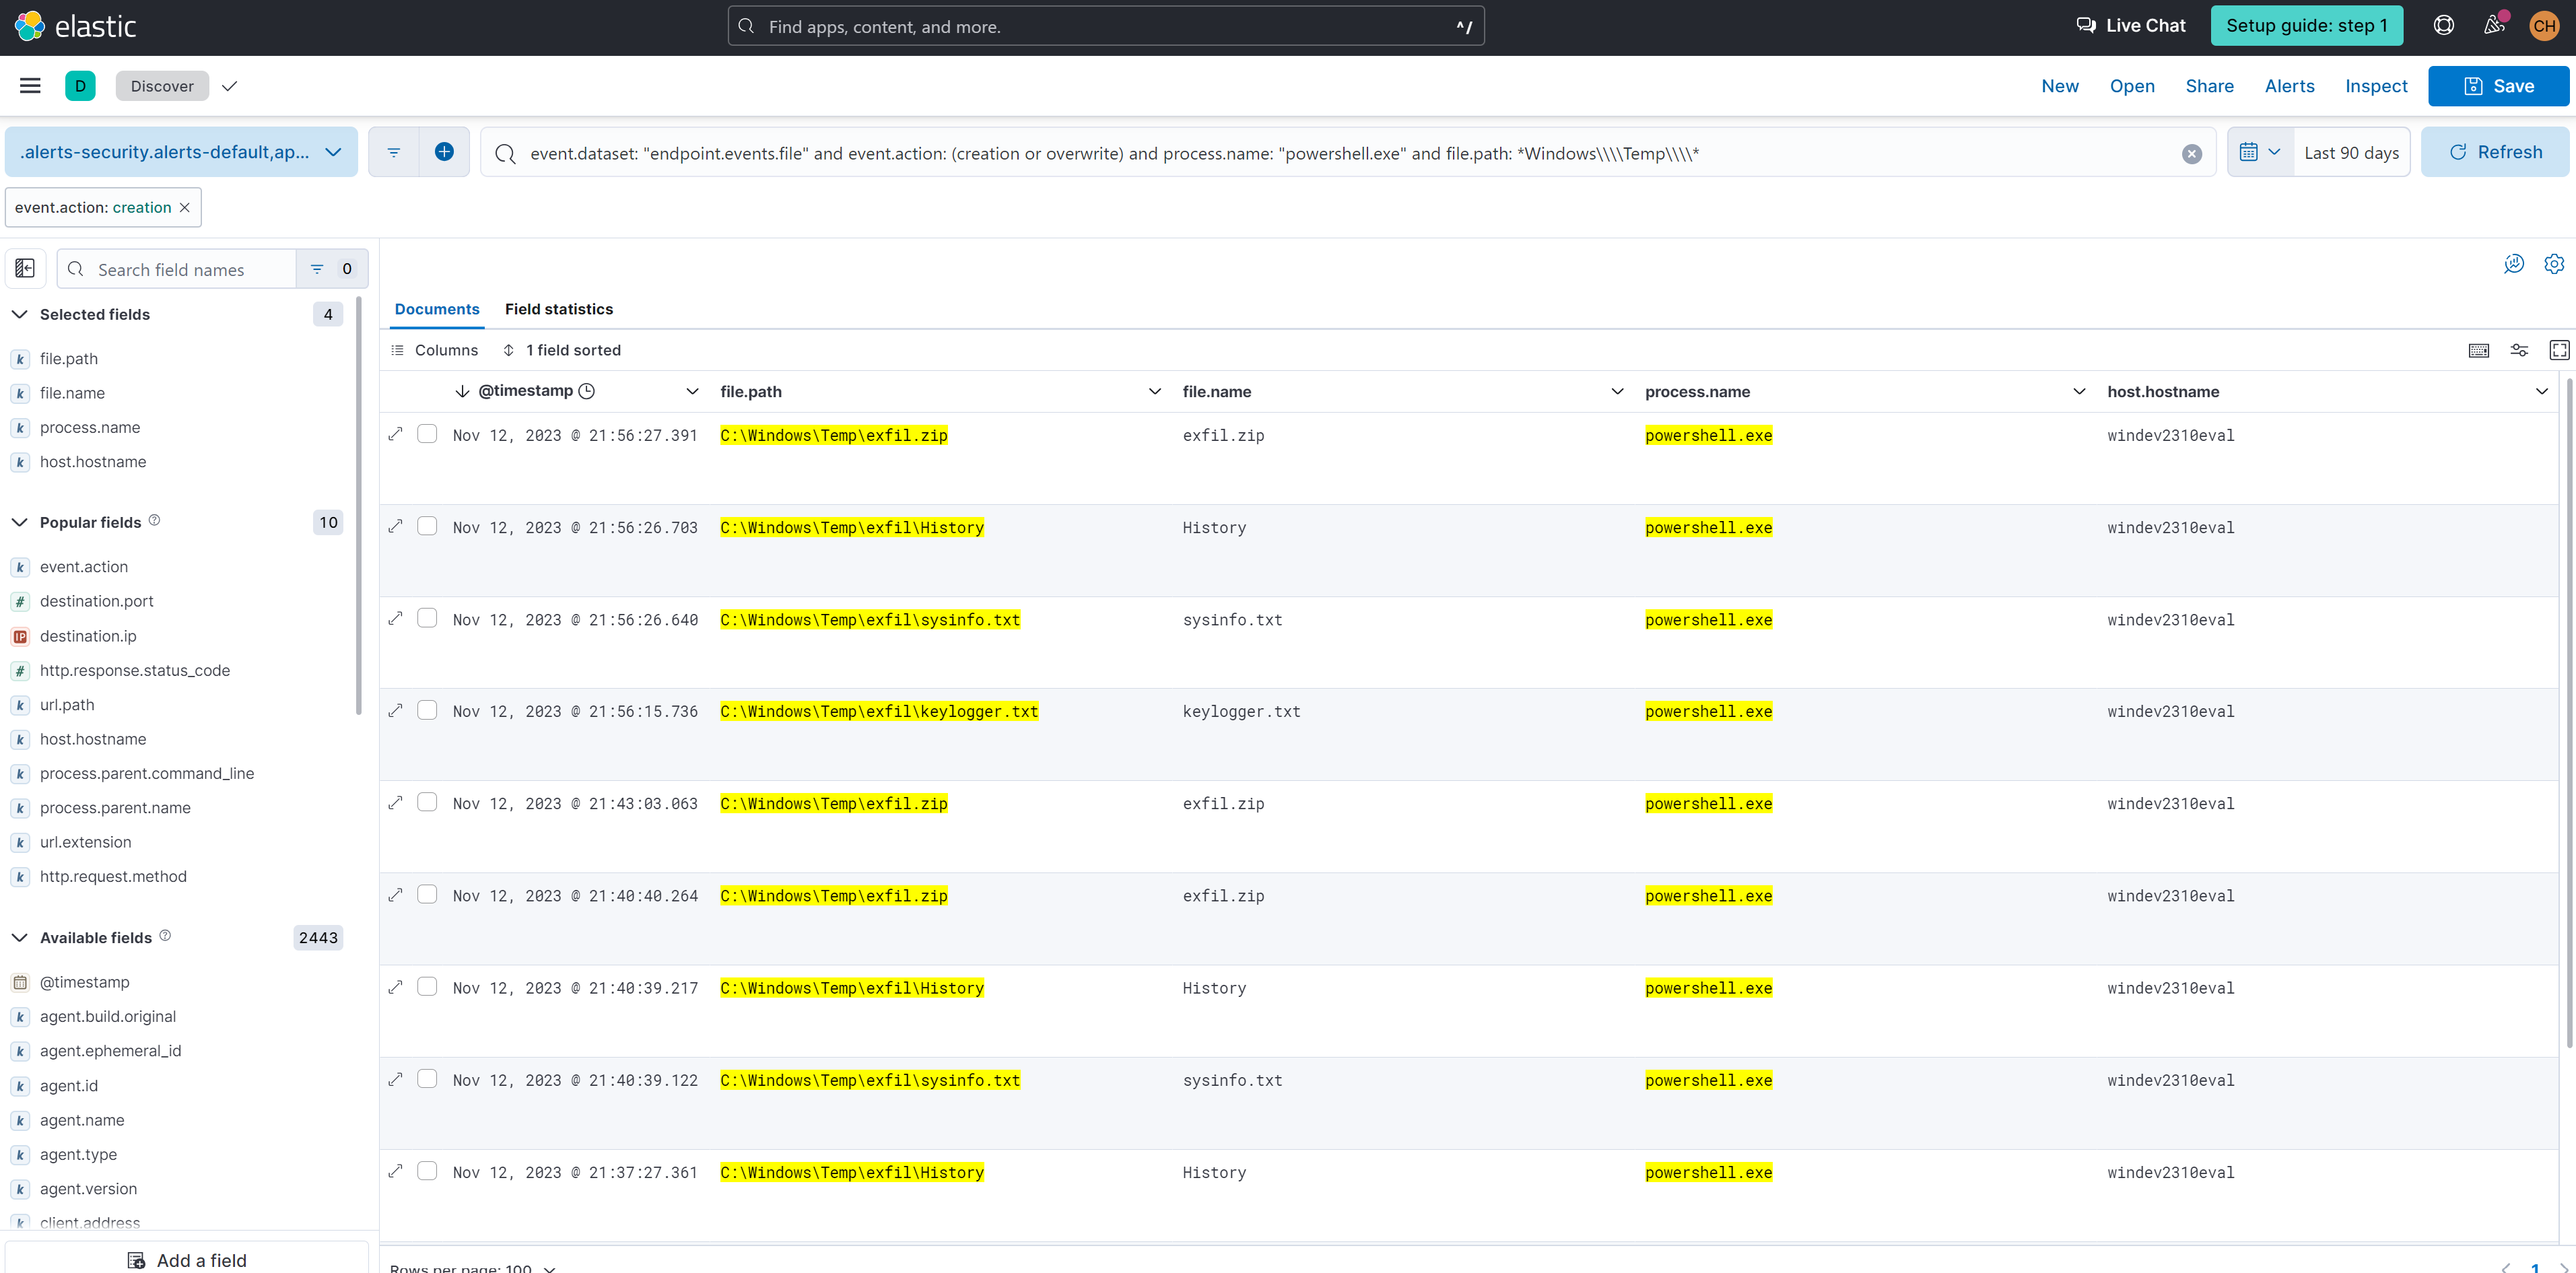 elastic
Find apps, content, and more.
^/
Live Chat
Setup guide: step 1
CH
D
Discover
New
Open
Share
Alerts
Inspect
Save
.alerts-security.alerts-default,ap...
event.dataset: "endpoint.events.file" and event.action: (creation or overwrite) and process.name: "powershell.exe" and file.path: *Windows\\\\Temp\\\\*
Last 90 days
Refresh
event.action: creation
Search field names
0
Selected fields
4
k file.path
k file.name
k process.name
k host.hostname
Popular fields
10
k event.action
# destination.port
IP destination.ip
# http.response.status_code
k url.path
k host.hostname
k process.parent.command_line
k process.parent.name
k url.extension
k http.request.method
Available fields
2443
@timestamp
k agent.build.original
k agent.ephemeral_id
k agent.id
k agent.name
k agent.type
k agent.version
k client.address
Add a field
Documents
Field statistics
Columns
1 field sorted
@timestamp file.path file.name process.name host.hostname
Nov 12, 2023 @ 21:56:27.391 C:\Windows\Temp\exfil.zip exfil.zip powershell.exe windev2310eval
Nov 12, 2023 @ 21:56:26.703 C:\Windows\Temp\exfil\History History powershell.exe windev2310eval
Nov 12, 2023 @ 21:56:26.640 C:\Windows\Temp\exfil\sysinfo.txt sysinfo.txt powershell.exe windev2310eval
Nov 12, 2023 @ 21:56:15.736 C:\Windows\Temp\exfil\keylogger.txt keylogger.txt powershell.exe windev2310eval
Nov 12, 2023 @ 21:43:03.063 C:\Windows\Temp\exfil.zip exfil.zip powershell.exe windev2310eval
Nov 12, 2023 @ 21:40:40.264 C:\Windows\Temp\exfil.zip exfil.zip powershell.exe windev2310eval
Nov 12, 2023 @ 21:40:39.217 C:\Windows\Temp\exfil\History History powershell.exe windev2310eval
Nov 12, 2023 @ 21:40:39.122 C:\Windows\Temp\exfil\sysinfo.txt sysinfo.txt powershell.exe windev2310eval
Nov 12, 2023 @ 21:37:27.361 C:\Windows\Temp\exfil\History History powershell.exe windev2310eval
Rows per page: 100
1